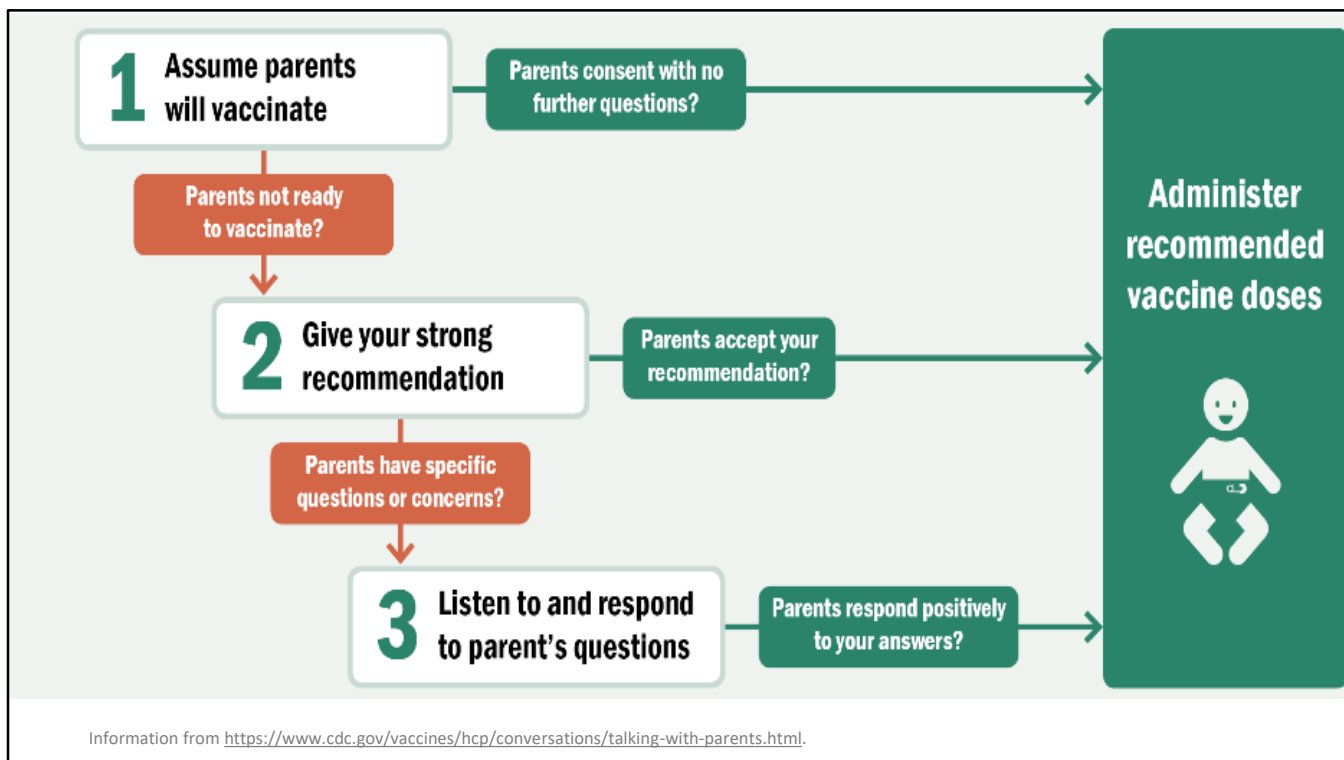 1 Assume parents
will vaccinate
Parents consent with no
further questions?
Parents not ready
to vaccinate?
2 Give your strong
recommendation
Parents accept your
recommendation?
Administer
recommended
vaccine doses
Parents have specific
questions or concerns?
3 Listen to and respond
to parent’s questions
Parents respond positively
to your answers?
Information from https://www.cdc.gov/vaccines/hcp/conversations/talking-with-parents.html.